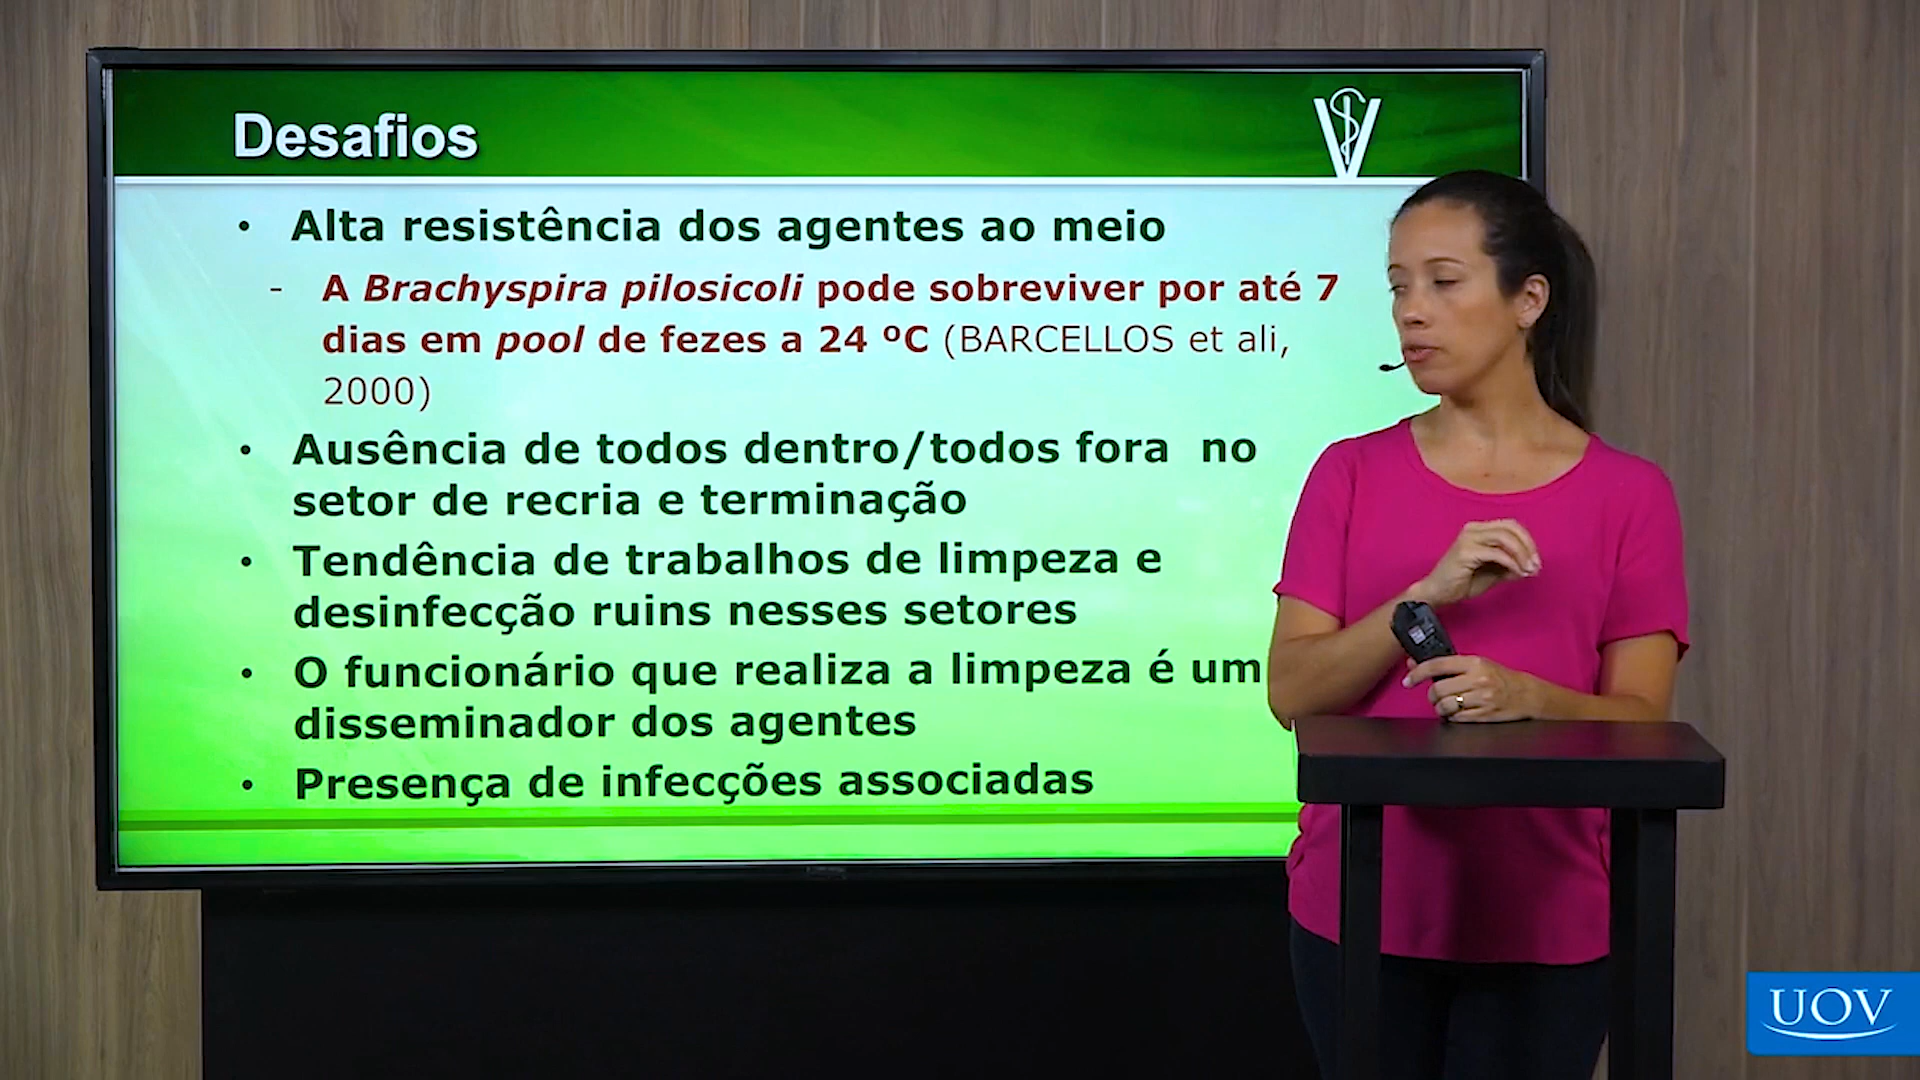 Desafios
• Alta resistência dos agentes ao meio
- A Brachyspira pilosicoli pode sobreviver por até 7
dias em pool de fezes a 24 ºC (BARCELLOS et ali,
2000)
• Ausência de todos dentro/todos fora no
setor de recria e terminação
• Tendência de trabalhos de limpeza e
desinfecção ruins nesses setores
• O funcionário que realiza a limpeza é um
disseminador dos agentes
• Presença de infecções associadas
UOV